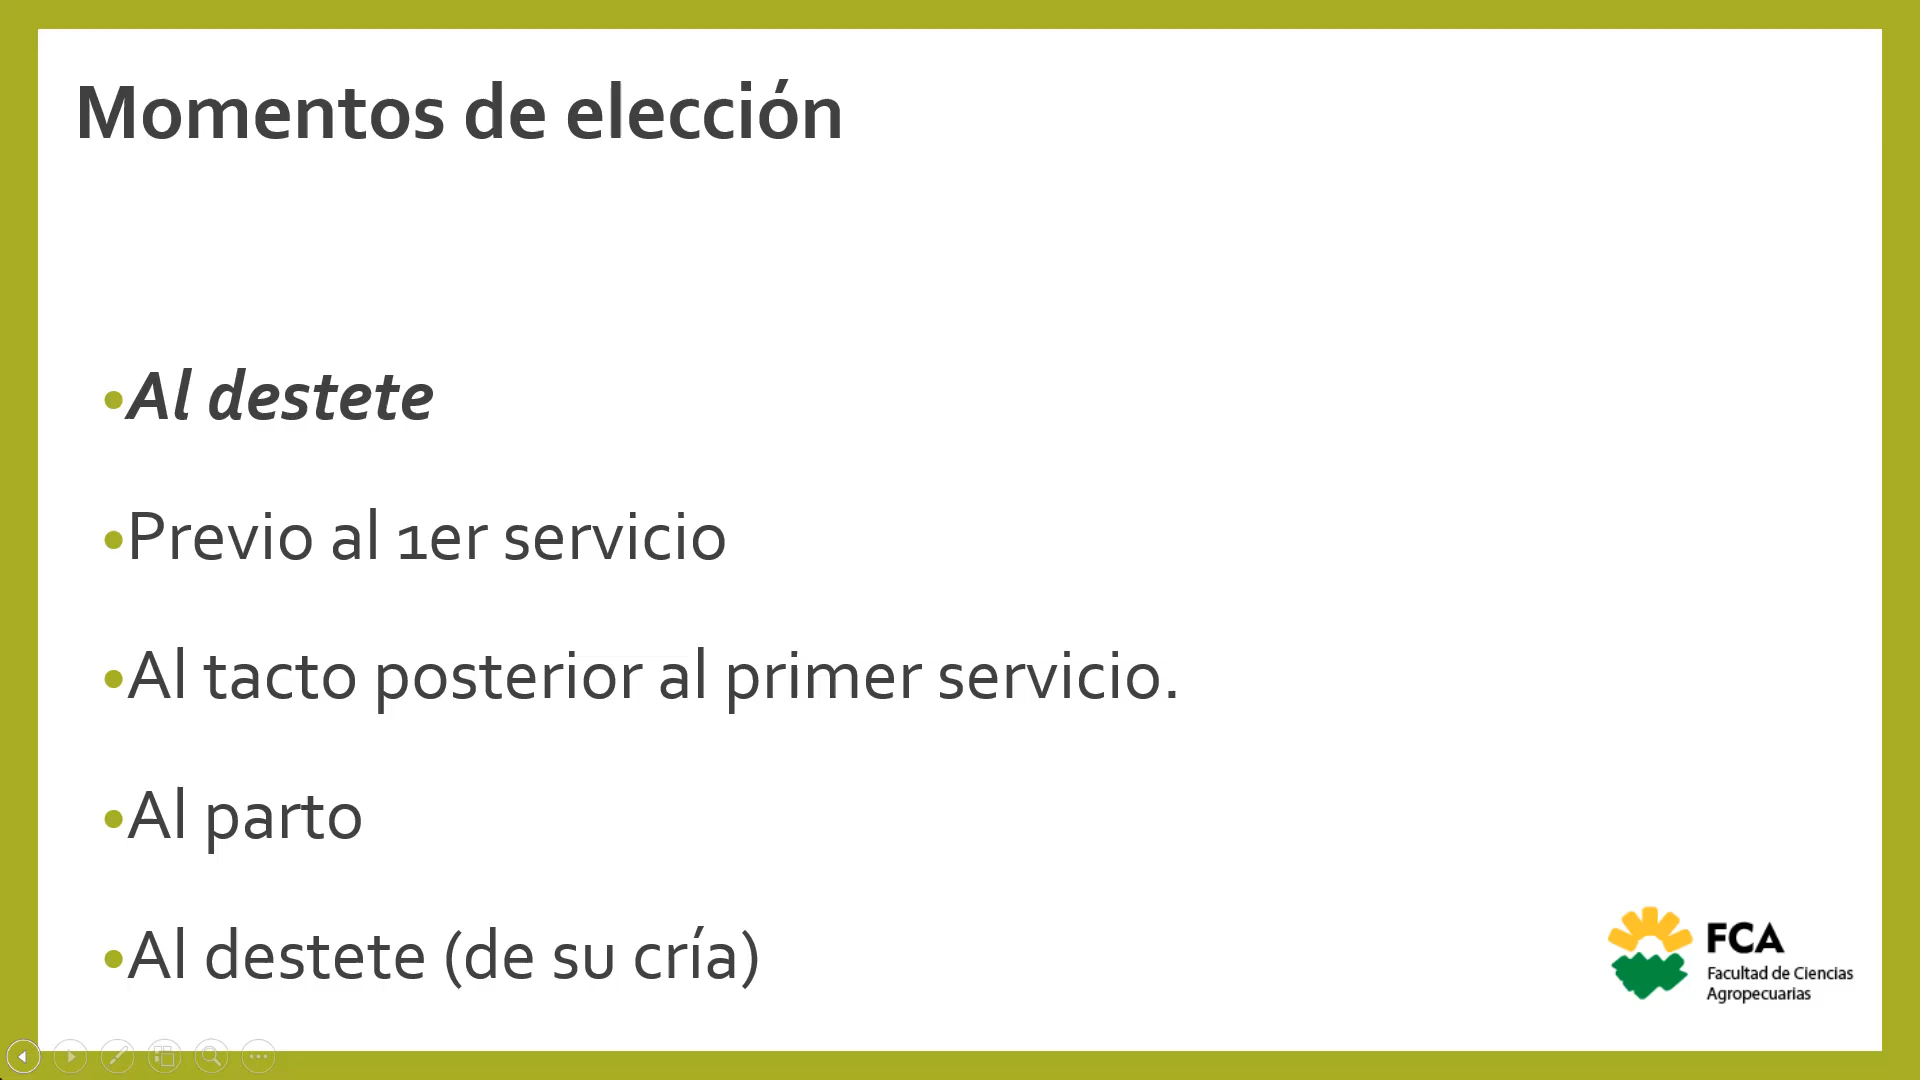 Momentos de elección
•Al destete
•Previo al 1er servicio
•Al tacto posterior al primer servicio.
•Al parto
•Al destete (de su cría)
FCA
Facultad de Ciencias
Agropecuarias